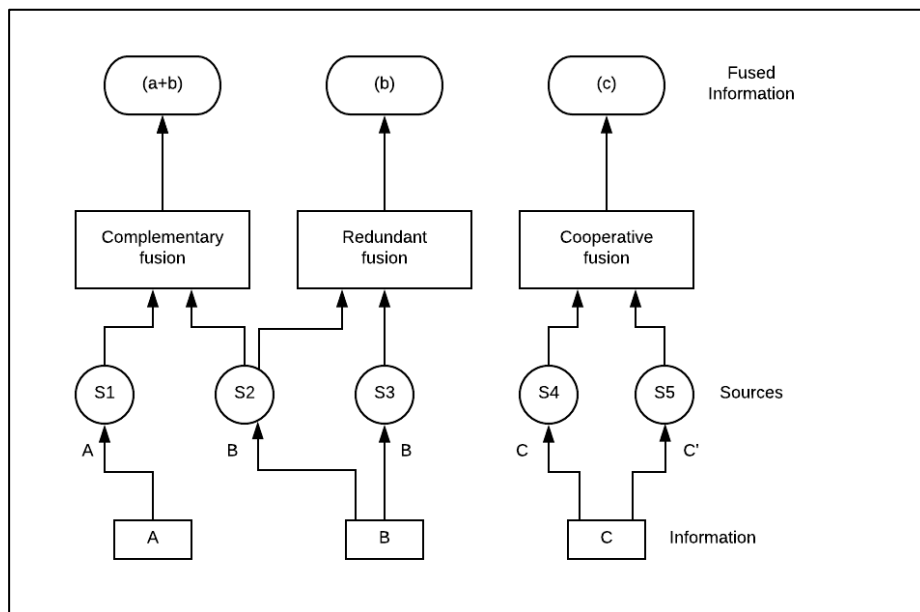 (a+b)
(b)
(c)
Fused
Information
Complementary
fusion
Redundant
fusion
Cooperative
fusion
S1
S2
S3
S4
S5
Sources
A
B
B
C
C'
A
B
C
Information